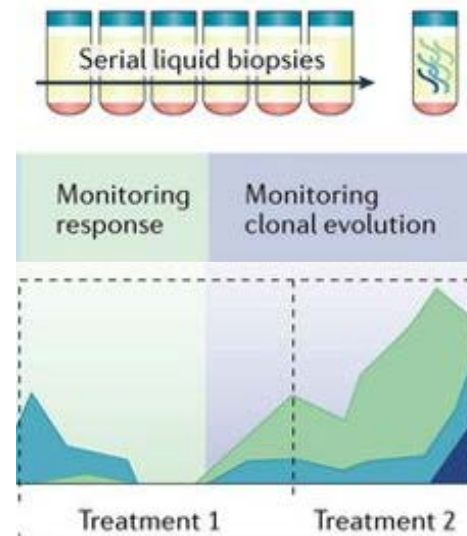 Serial liquid biopsies
Monitoring
response
Monitoring
clonal evolution
Treatment 1
Treatment 2